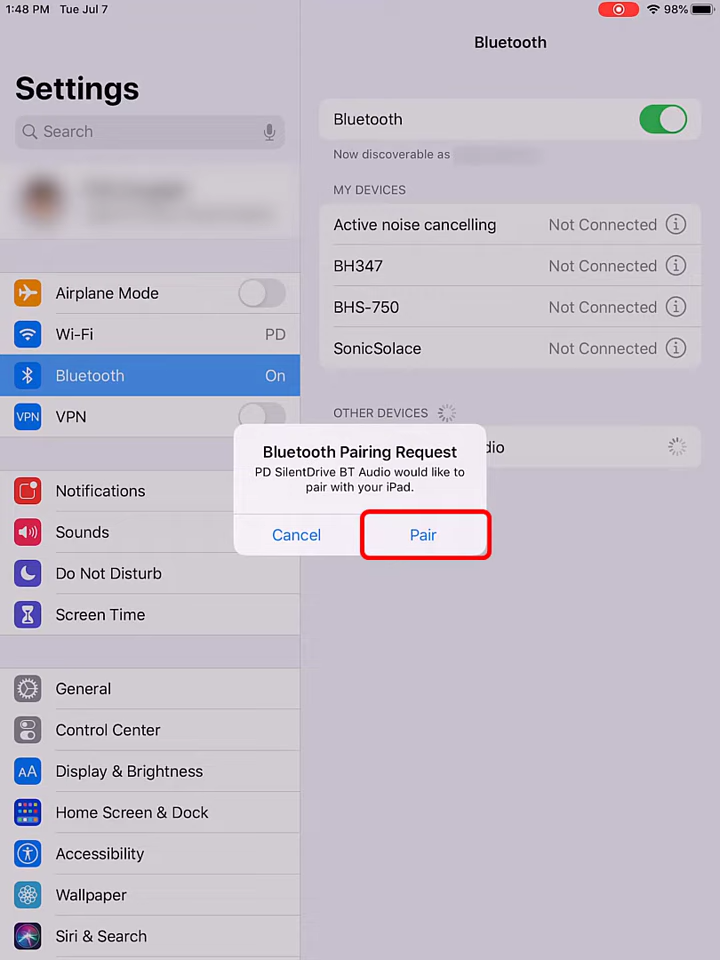 1:48 PM Tue Jul 7
98%
Settings
Search
Airplane Mode
Wi-Fi PD
Bluetooth On
VPN VPN
Notifications
Sounds
Do Not Disturb
Screen Time
General
Control Center
AA Display & Brightness
Home Screen & Dock
Accessibility
Wallpaper
Siri & Search
Bluetooth
Bluetooth
Now discoverable as
MY DEVICES
Active noise cancelling Not Connected
BH347 Not Connected
BHS-750 Not Connected
SonicSolace Not Connected
OTHER DEVICES
dio
Bluetooth Pairing Request
PD SilentDrive BT Audio would like to
pair with your iPad.
Cancel Pair